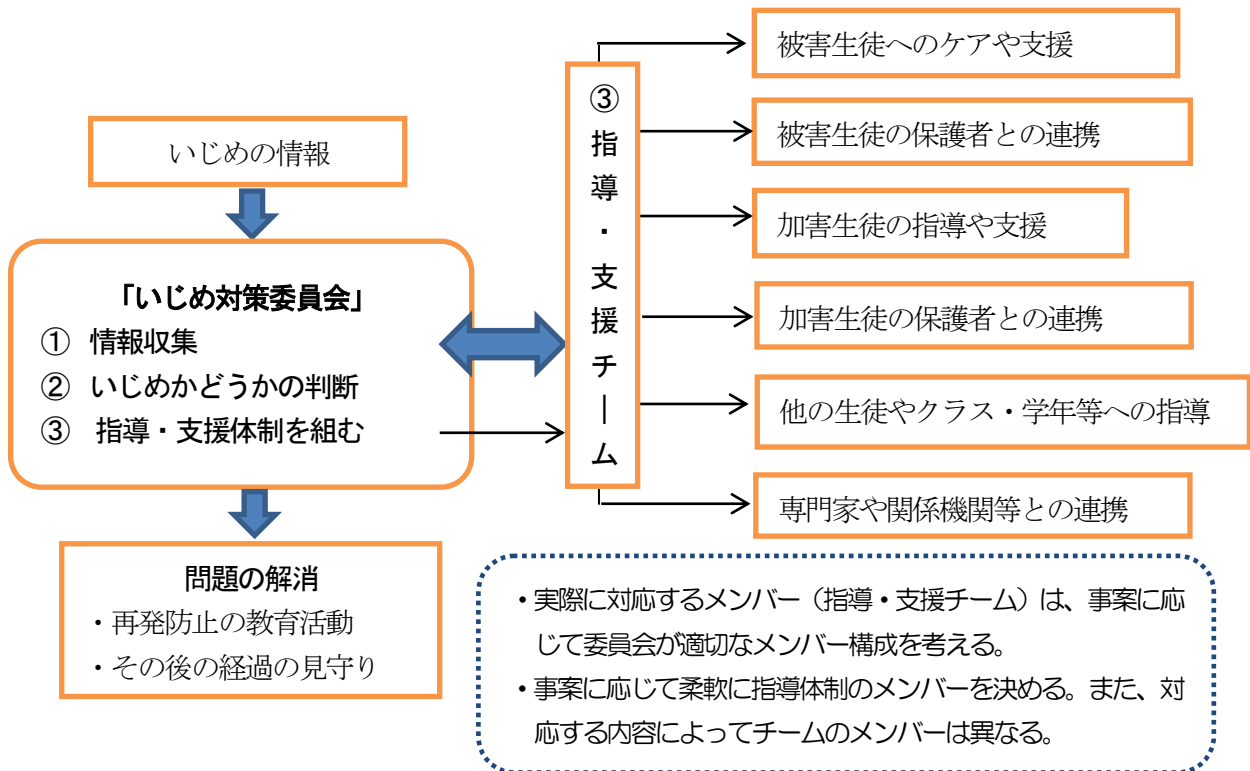 いじめの情報
「いじめ対策委員会」
① 情報収集
② いじめかどうかの判断
③ 指導・支援体制を組む
問題の解消
・再発防止の教育活動
・その後の経過の見守り
③指導・支援チーム
被害生徒へのケアや支援
被害生徒の保護者との連携
加害生徒の指導や支援
加害生徒の保護者との連携
他の生徒やクラス・学年等への指導
専門家や関係機関等との連携
・実際に対応するメンバー（指導・支援チーム）は、事案に応
じて委員会が適切なメンバー構成を考える。
・事案に応じて柔軟に指導体制のメンバーを決める。また、対
応する内容によってチームのメンバーは異なる。